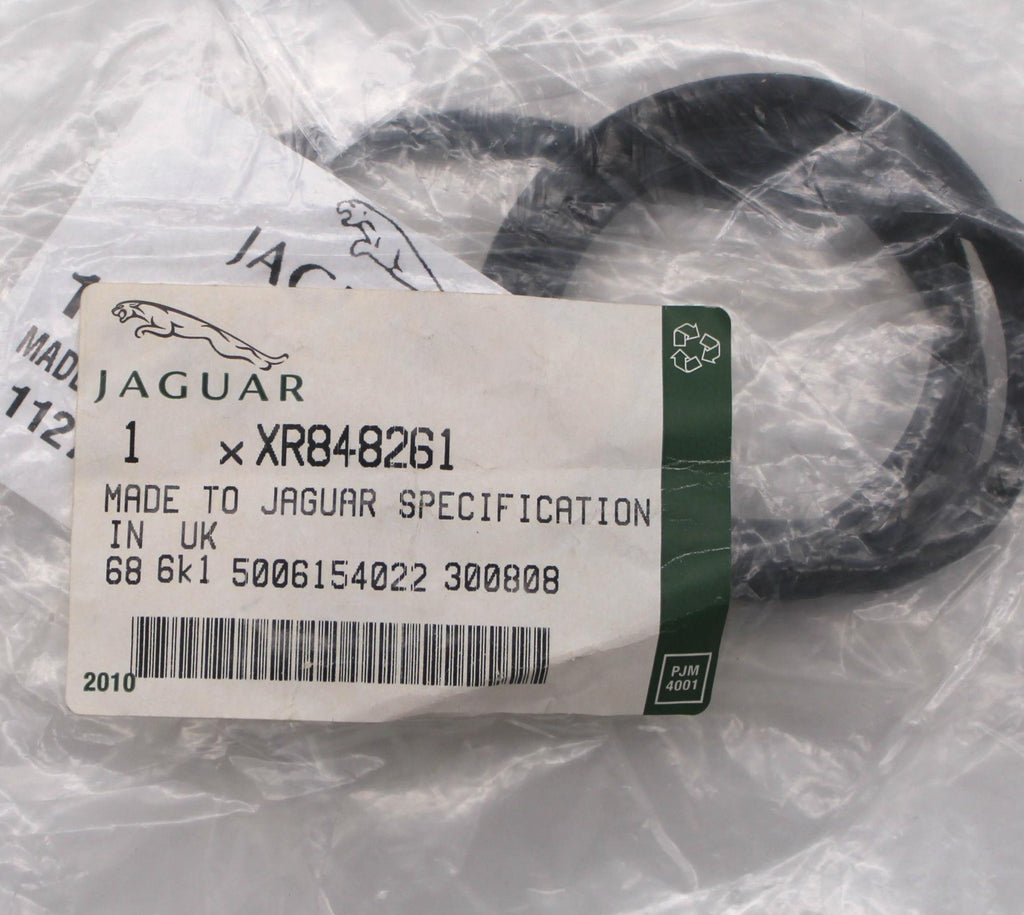 JAGUAR
1 x XR848261
MADE TO JAGUAR SPECIFICATION
IN UK
68 6k1 5006154022 300808
2010
PJM
4001
JAG
MADE
112